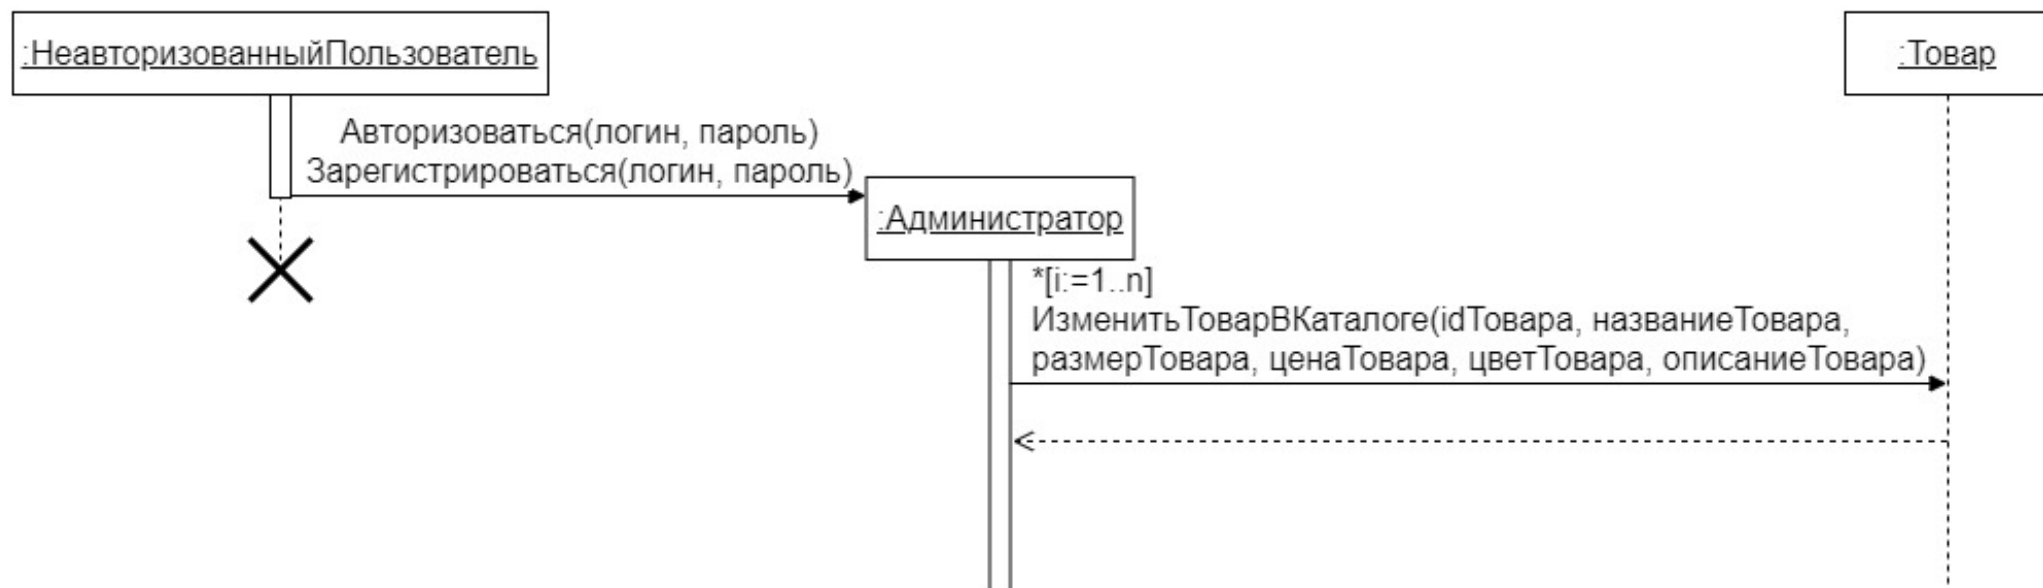 :НеавторизованныйПользователь
:Товар
Авторизоваться(логин, пароль)
Зарегистрироваться(логин, пароль)
:Администратор
*[i:=1..n]
ИзменитьТоварВКаталоге(idТовара, названиеТовара,
размерТовара, ценаТовара, цветТовара, описаниеТовара)